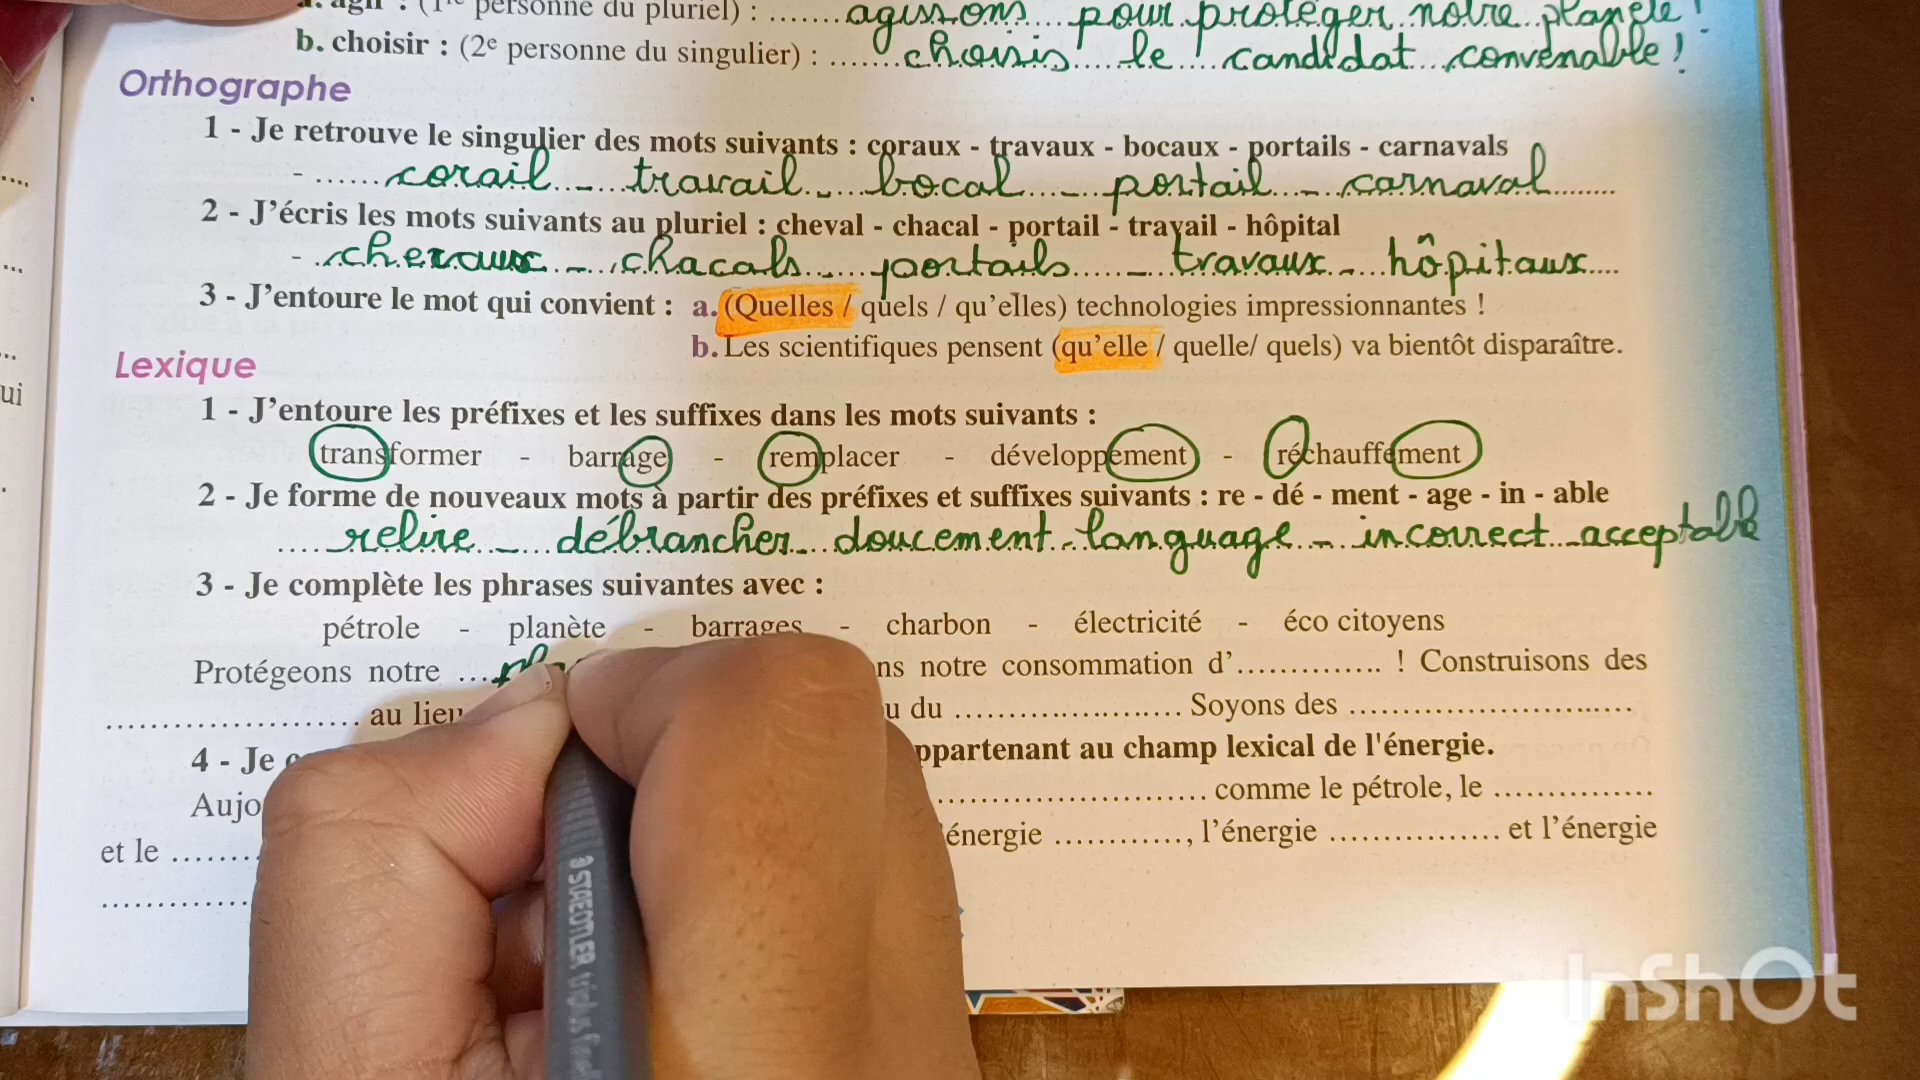 a. agir : (1re personne du pluriel) : .......agissons pour protéger notre planète !
b. choisir : (2e personne du singulier) : .......choisis le candidat convenable !
Orthographe
1 - Je retrouve le singulier des mots suivants : coraux - travaux - bocaux - portails - carnavals
- ......corail - travail - bocal - portail - carnaval.......
2 - J'écris les mots suivants au pluriel : cheval - chacal - portail - travail - hôpital
- ..chevaux - chacals - portails - travaux - hôpitaux....
3 - J'entoure le mot qui convient : a. (Quelles / quels / qu'elles) technologies impressionnantes !
b. Les scientifiques pensent (qu'elle / quelle/ quels) va bientôt disparaître.
Lexique
1 - J'entoure les préfixes et les suffixes dans les mots suivants :
transformer - barrage - remplacer - développement - réchauffement
2 - Je forme de nouveaux mots à partir des préfixes et suffixes suivants : re - dé - ment - age - in - able
.....relire - débrancher - doucement - language - incorrect - acceptable
3 - Je complète les phrases suivantes avec :
pétrole - planète - barrages - charbon - électricité - éco citoyens
Protégeons notre .... notre consommation d'.............. ! Construisons des
...................... au lieu du .................... Soyons des .........................
4 - Je appartenant au champ lexical de l'énergie.
........................ comme le pétrole, le ...............
et le ........ énergie ............, l'énergie ................ et l'énergie
..............
STAEDTLER triplus
InShOt
ui